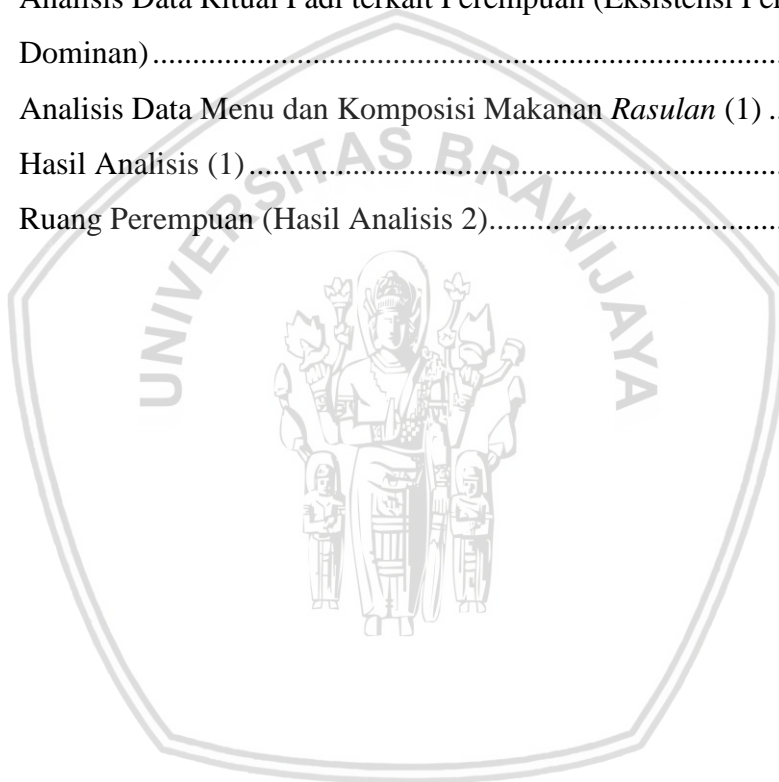 Analisis Data Ritual Padi terkait Perempuan (Eksistensi
Dominan)........................................................................................
Analisis Data Menu dan Komposisi Makanan Rasulan (1) ..
Hasil Analisis (1)...........................................................................
Ruang Perempuan (Hasil Analisis 2)..........................................
UNIVERSITAS BRAWIJAYA